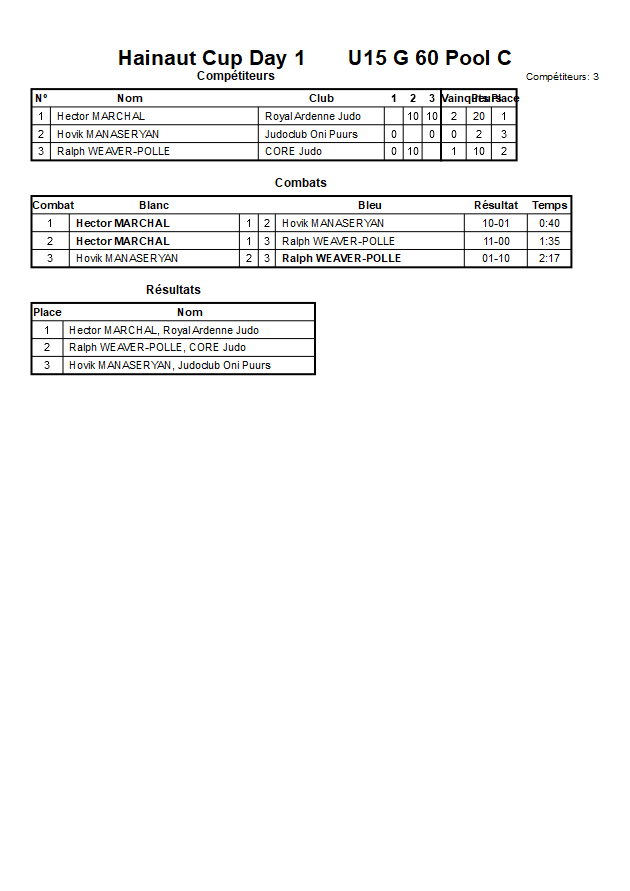 Hainaut Cup Day 1 U15 G 60 Pool C
Compétiteurs Compétiteurs: 3
Nº Nom Club 1 2 3 Vainqueurs Pts Place
1 Hector MARCHAL Royal Ardenne Judo 10 10 2 20 1
2 Hovik MANASERYAN Judoclub Oni Puurs 0 0 0 2 3
3 Ralph WEAVER-POLLE CORE Judo 0 10 1 10 2
Combats
Combat Blanc Bleu Résultat Temps
1 Hector MARCHAL 1 2 Hovik MANASERYAN 10-01 0:40
2 Hector MARCHAL 1 3 Ralph WEAVER-POLLE 11-00 1:35
3 Hovik MANASERYAN 2 3 Ralph WEAVER-POLLE 01-10 2:17
Résultats
Place Nom
1 Hector MARCHAL, Royal Ardenne Judo
2 Ralph WEAVER-POLLE, CORE Judo
3 Hovik MANASERYAN, Judoclub Oni Puurs